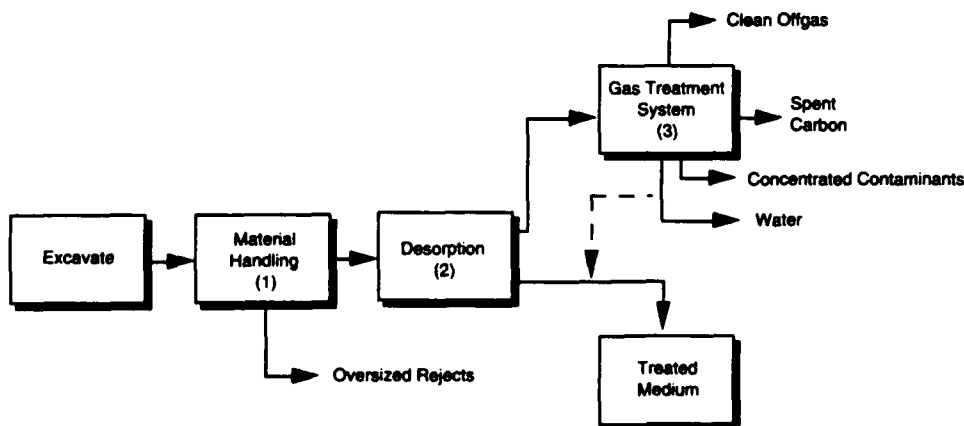 Clean Offgas
Gas Treatment
System
(3)
Spent
Carbon
Concentrated Contaminants
Water
Excavate
Material
Handling
(1)
Desorption
(2)
Oversized Rejects
Treated
Medium